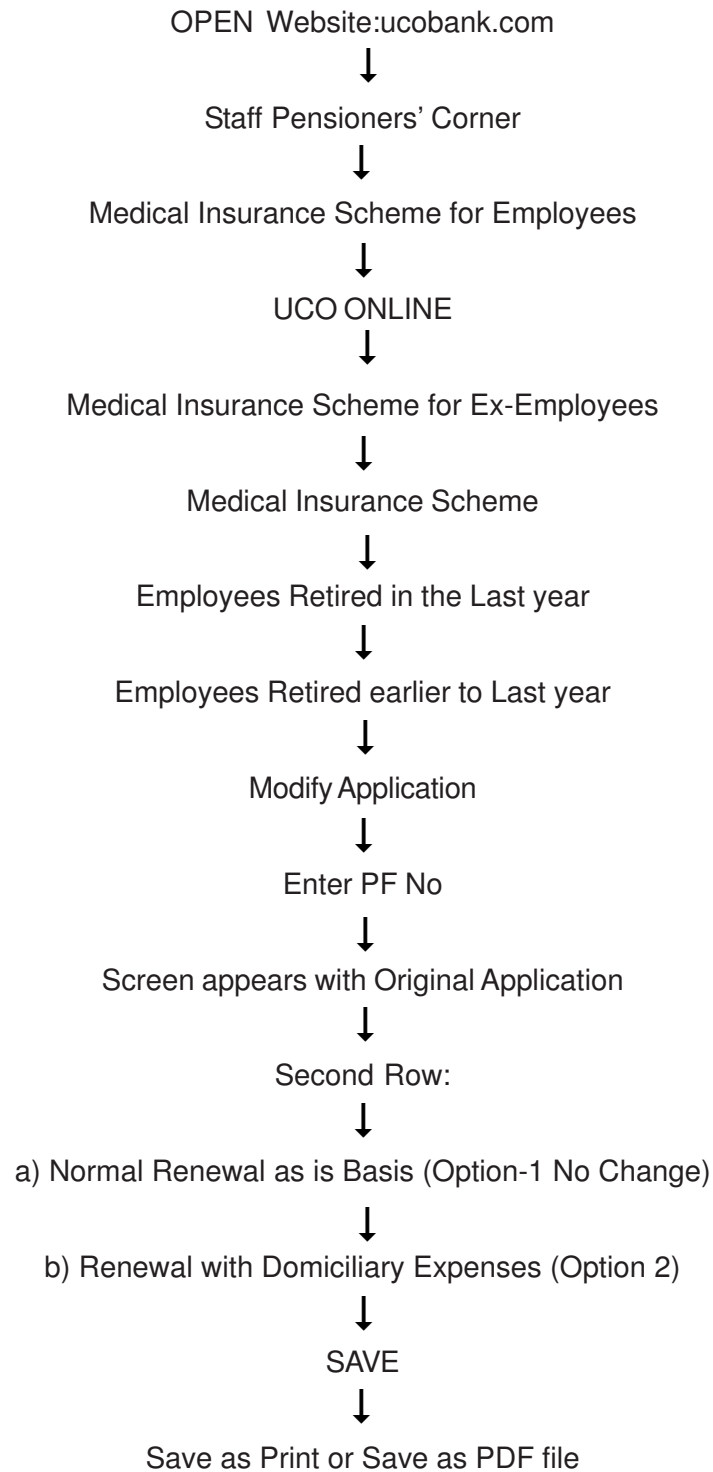 OPEN Website:ucobank.com
Staff Pensioners’ Corner
Medical Insurance Scheme for Employees
UCO ONLINE
Medical Insurance Scheme for Ex-Employees
Medical Insurance Scheme
Employees Retired in the Last year
Employees Retired earlier to Last year
Modify Application
Enter PF No
Screen appears with Original Application
Second Row:
a) Normal Renewal as is Basis (Option-1 No Change)
b) Renewal with Domiciliary Expenses (Option 2)
SAVE
Save as Print or Save as PDF file